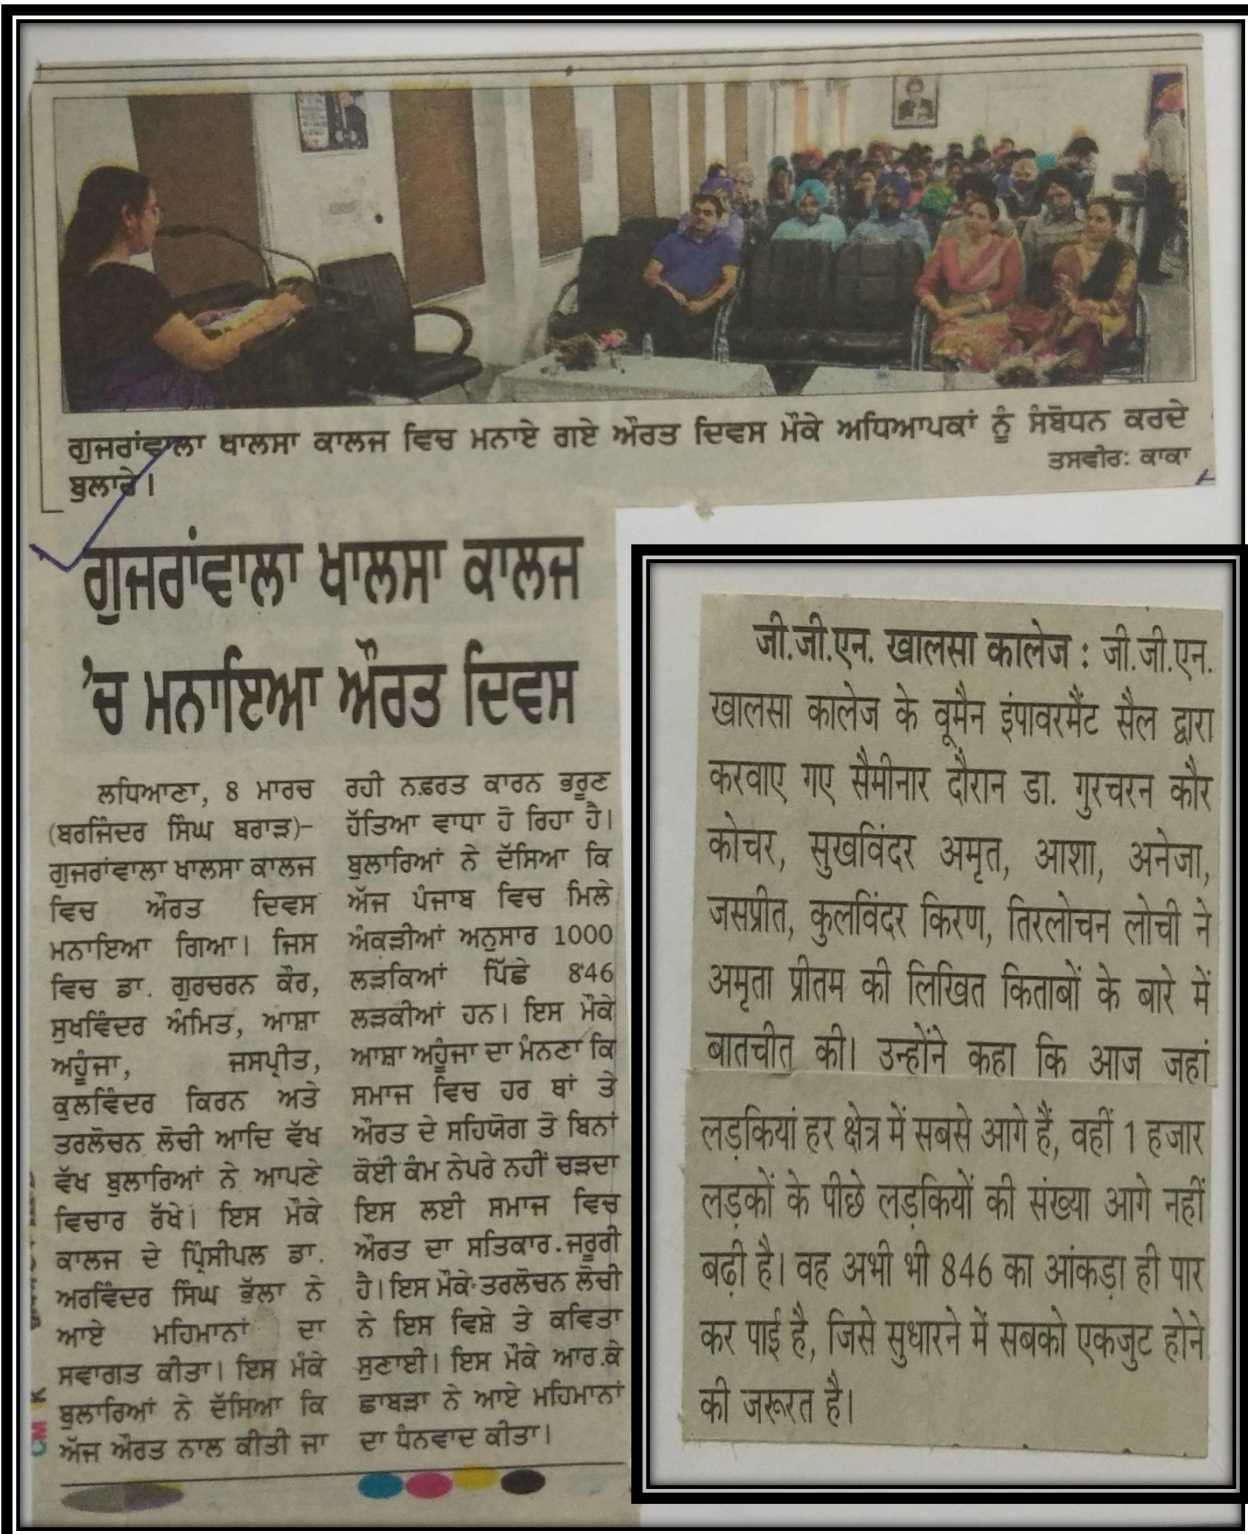 ਗੁਜਰਾਂਵਾਲਾ ਖਾਲਸਾ ਕਾਲਜ ਵਿਚ ਮਨਾਏ ਗਏ ਔਰਤ ਦਿਵਸ ਮੌਕੇ ਅਧਿਆਪਕਾਂ ਨੂੰ ਸੰਬੋਧਨ ਕਰਦੇ
ਬੁਲਾਰੇ।
ਤਸਵੀਰ: ਕਾਕਾ
ਗੁਜਰਾਂਵਾਲਾ ਖਾਲਸਾ ਕਾਲਜ
'ਚ ਮਨਾਇਆ ਔਰਤ ਦਿਵਸ
ਲੁਧਿਆਣਾ, 8 ਮਾਰਚ
(ਬਰਜਿੰਦਰ ਸਿੰਘ ਬਰਾੜ)-
ਗੁਜਰਾਂਵਾਲਾ ਖਾਲਸਾ ਕਾਲਜ
ਵਿਚ ਔਰਤ ਦਿਵਸ
ਮਨਾਇਆ ਗਿਆ। ਜਿਸ
ਵਿਚ ਡਾ. ਗੁਰਚਰਨ ਕੌਰ,
ਸੁਖਵਿੰਦਰ ਅੰਮਿਤ, ਆਸ਼ਾ
ਅਹੂੰਜਾ, ਜਸਪ੍ਰੀਤ,
ਕੁਲਵਿੰਦਰ ਕਿਰਨ ਅਤੇ
ਤਰਲੋਚਨ ਲੋਚੀ ਆਦਿ ਵੱਖ
ਵੱਖ ਬੁਲਾਰਿਆਂ ਨੇ ਆਪਣੇ
ਵਿਚਾਰ ਰੱਖੇ। ਇਸ ਮੌਕੇ
ਕਾਲਜ ਦੇ ਪ੍ਰਿੰਸੀਪਲ ਡਾ.
ਅਰਵਿੰਦਰ ਸਿੰਘ ਭੱਲਾ ਨੇ
ਆਏ ਮਹਿਮਾਨਾਂ ਦਾ
ਸਵਾਗਤ ਕੀਤਾ। ਇਸ ਮੌਕੇ
ਬੁਲਾਰਿਆਂ ਨੇ ਦੱਸਿਆ ਕਿ
ਅੱਜ ਔਰਤ ਨਾਲ ਕੀਤੀ ਜਾ
ਰਹੀ ਨਫ਼ਰਤ ਕਾਰਨ ਭਰੂਣ
ਹੱਤਿਆ ਵਾਧਾ ਹੋ ਰਿਹਾ ਹੈ।
ਬੁਲਾਰਿਆਂ ਨੇ ਦੱਸਿਆ ਕਿ
ਅੱਜ ਪੰਜਾਬ ਵਿਚ ਮਿਲੇ
ਅੰਕੜੀਆਂ ਅਨੁਸਾਰ 1000
ਲੜਕਿਆਂ ਪਿੱਛੇ 846
ਲੜਕੀਆਂ ਹਨ। ਇਸ ਮੌਕੇ
ਆਸ਼ਾ ਅਹੂੰਜਾ ਦਾ ਮੰਨਣਾ ਕਿ
ਸਮਾਜ ਵਿਚ ਹਰ ਥਾਂ ਤੇ
ਔਰਤ ਦੇ ਸਹਿਯੋਗ ਤੋ ਬਿਨਾਂ
ਕੋਈ ਕੰਮ ਨੇਪਰੇ ਨਹੀਂ ਚੜਦਾ
ਇਸ ਲਈ ਸਮਾਜ ਵਿਚ
ਔਰਤ ਦਾ ਸਤਿਕਾਰ ਜਰੂਰੀ
ਹੈ। ਇਸ ਮੌਕੇ ਤਰਲੋਚਨ ਲੋਚੀ
ਨੇ ਇਸ ਵਿਸ਼ੇ ਤੇ ਕਵਿਤਾ
ਸੁਣਾਈ। ਇਸ ਮੌਕੇ ਆਰ.ਕੇ
ਛਾਬੜਾ ਨੇ ਆਏ ਮਹਿਮਾਨਾਂ
ਦਾ ਧੰਨਵਾਦ ਕੀਤਾ।
जी.जी.एन. खालसा कालेज : जी.जी.एन.
खालसा कालेज के वूमैन इंपावरमैंट सैल द्वारा
करवाए गए सैमीनार दौरान डा. गुरचरन कौर
कोचर, सुखविंदर अमृत, आशा, अनेजा,
जसप्रीत, कुलविंदर किरण, तिरलोचन लोची ने
अमृता प्रीतम की लिखित किताबों के बारे में
बातचीत की। उन्होंने कहा कि आज जहां
लड़कियां हर क्षेत्र में सबसे आगे हैं, वहीं 1 हजार
लड़कों के पीछे लड़कियों की संख्या आगे नहीं
बढ़ी है। वह अभी भी 846 का आंकड़ा ही पार
कर पाई है, जिसे सुधारने में सबको एकजुट होने
की जरूरत है।